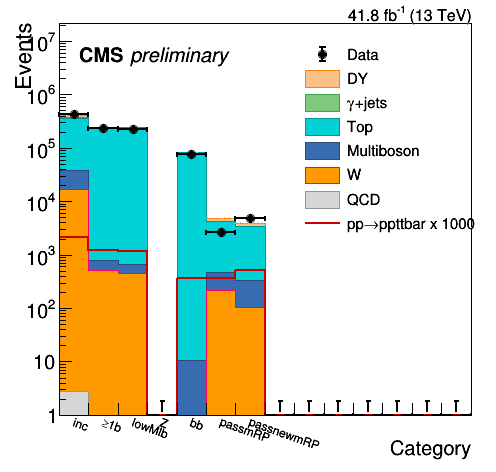 41.8 fb⁻¹ (13 TeV)
Events
CMS preliminary
Data
DY
γ+jets
Top
Multiboson
W
QCD
pp→ppttbar x 1000
10⁷
10⁶
10⁵
10⁴
10³
10²
10
1
inc
≥1b
lowMlb
Z
bb
passmRP
passnewmRP
Category